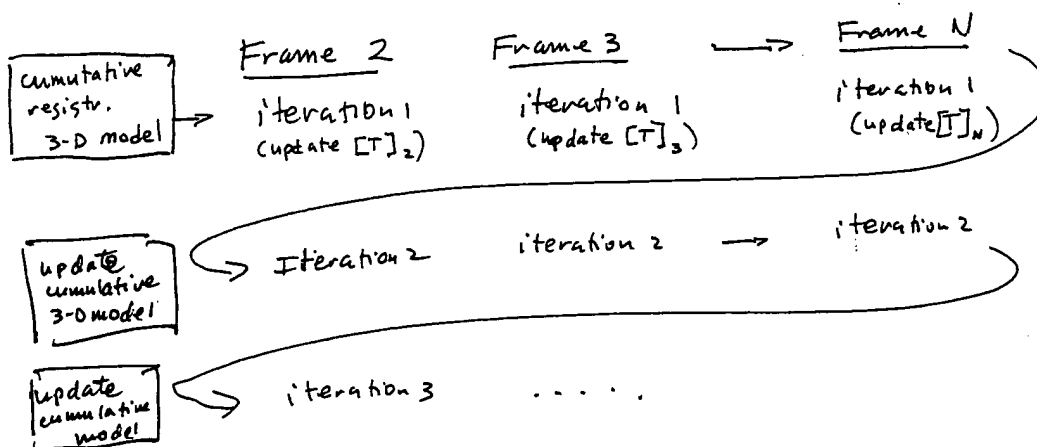 Frame 2 Frame 3 → Frame N
cumutative
registr.
3-D model
→ iteration 1 iteration 1 iteration 1
(update [T]₂) (update [T]₃) (update [T]N)
update
cumulative
3-D model
Iteration 2 iteration 2 → iteration 2
update
cumulative
model
iteration 3 . . . . .